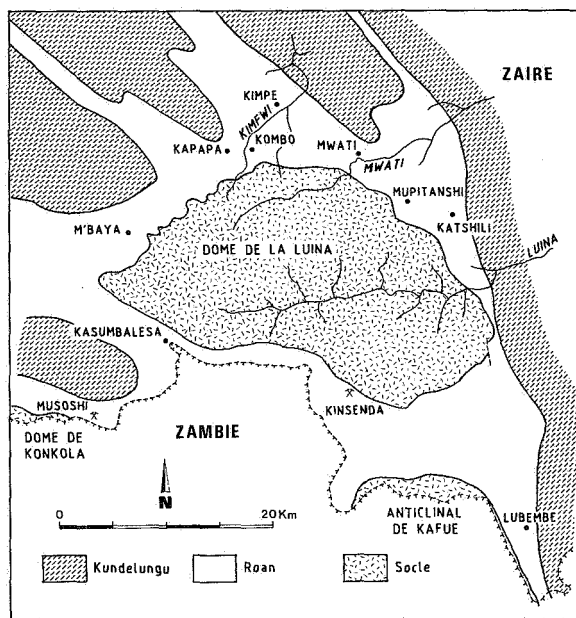 ZAIRE
KIMPE
KIMFWI
KAPAPA
KOMBO
MWATI
MWATI
MUPITANSHI
KATSHILI
M'BAYA
DOME DE LA LUINA
LUINA
KASUMBALESA
MUSOSHI
KINSENDA
DOME DE
KONKOLA
ZAMBIE
N
ANTICLINAL
DE KAFUE
LUBEMBE
0 20Km
Kundelungu Roan Socle